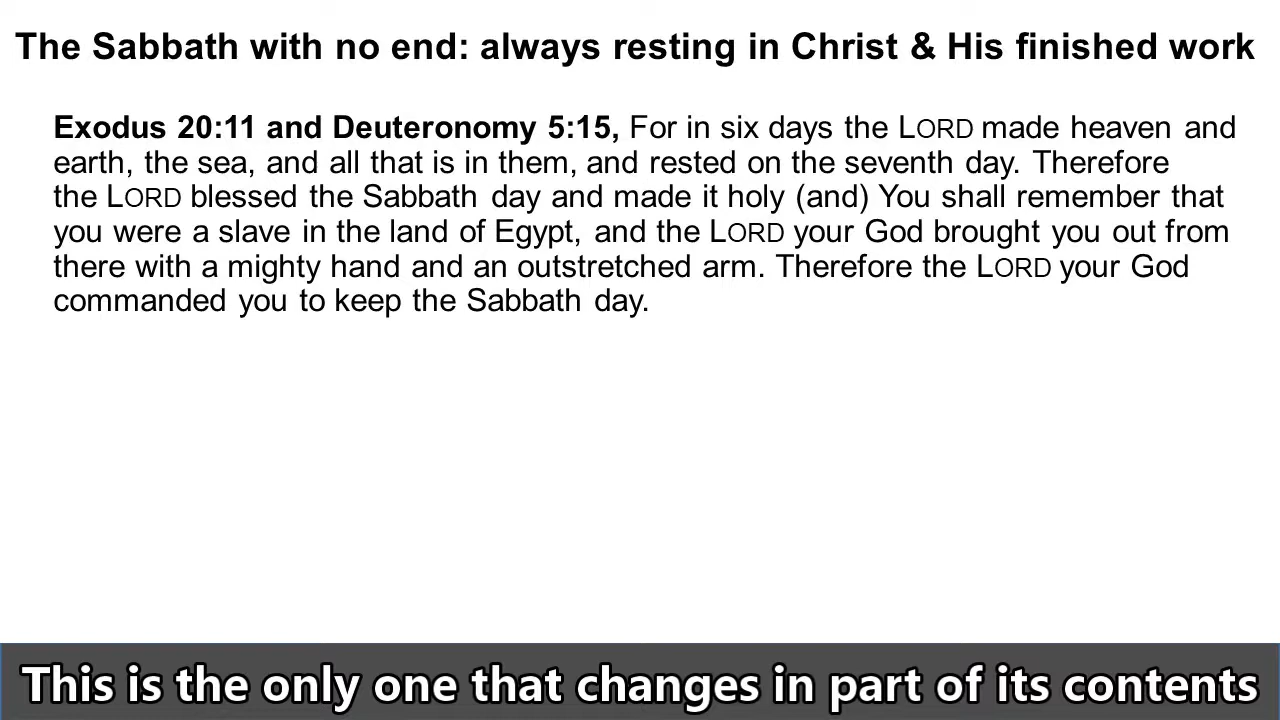 The Sabbath with no end: always resting in Christ & His finished work
Exodus 20:11 and Deuteronomy 5:15, For in six days the LORD made heaven and
earth, the sea, and all that is in them, and rested on the seventh day. Therefore
the LORD blessed the Sabbath day and made it holy (and) You shall remember that
you were a slave in the land of Egypt, and the LORD your God brought you out from
there with a mighty hand and an outstretched arm. Therefore the LORD your God
commanded you to keep the Sabbath day.
This is the only one that changes in part of its contents